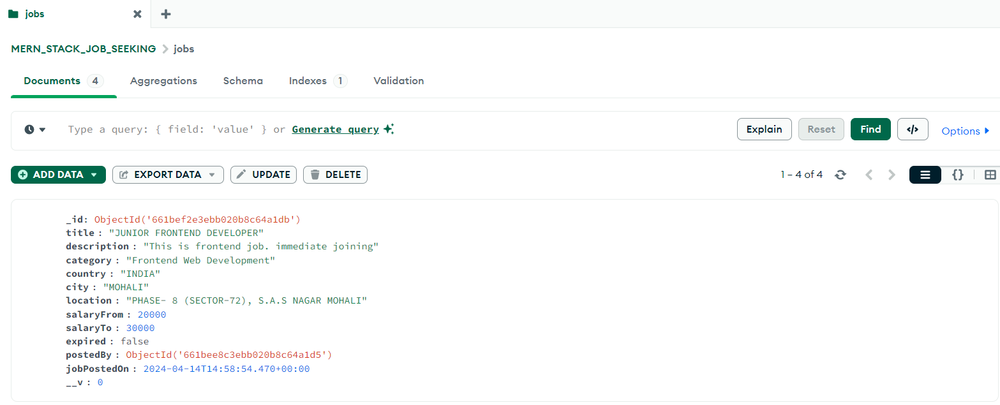 jobs
MERN_STACK_JOB_SEEKING > jobs
Documents 4 Aggregations Schema Indexes 1 Validation
Type a query: { field: 'value' } or Generate query Explain Reset Find </> Options
ADD DATA EXPORT DATA UPDATE DELETE 1 – 4 of 4 {}
_id: ObjectId('661bef2e3ebb020b8c64a1db')
title : "JUNIOR FRONTEND DEVELOPER"
description : "This is frontend job. immediate joining"
category : "Frontend Web Development"
country : "INDIA"
city : "MOHALI"
location : "PHASE- 8 (SECTOR-72), S.A.S NAGAR MOHALI"
salaryFrom : 20000
salaryTo : 30000
expired : false
postedBy : ObjectId('661bee8c3ebb020b8c64a1d5')
jobPostedOn : 2024-04-14T14:58:54.470+00:00
__v : 0